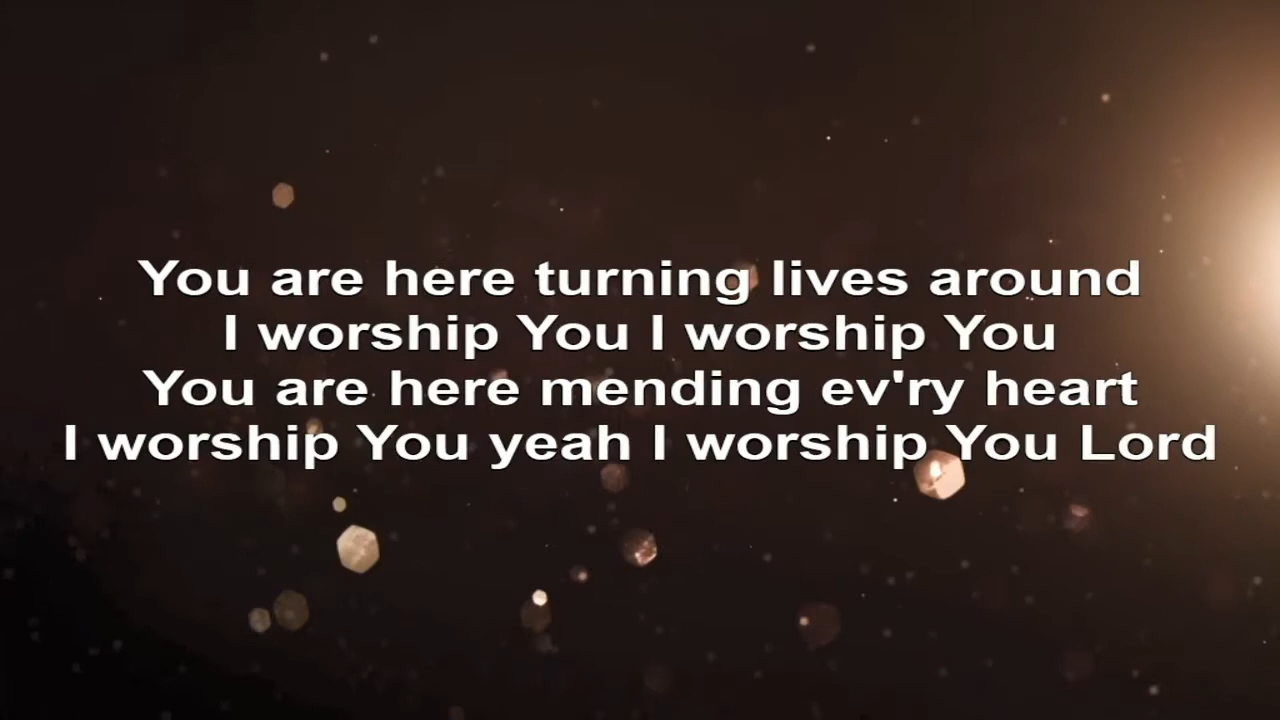 You are here turning lives around
I worship You I worship You
You are here mending ev'ry heart
I worship You yeah I worship You Lord